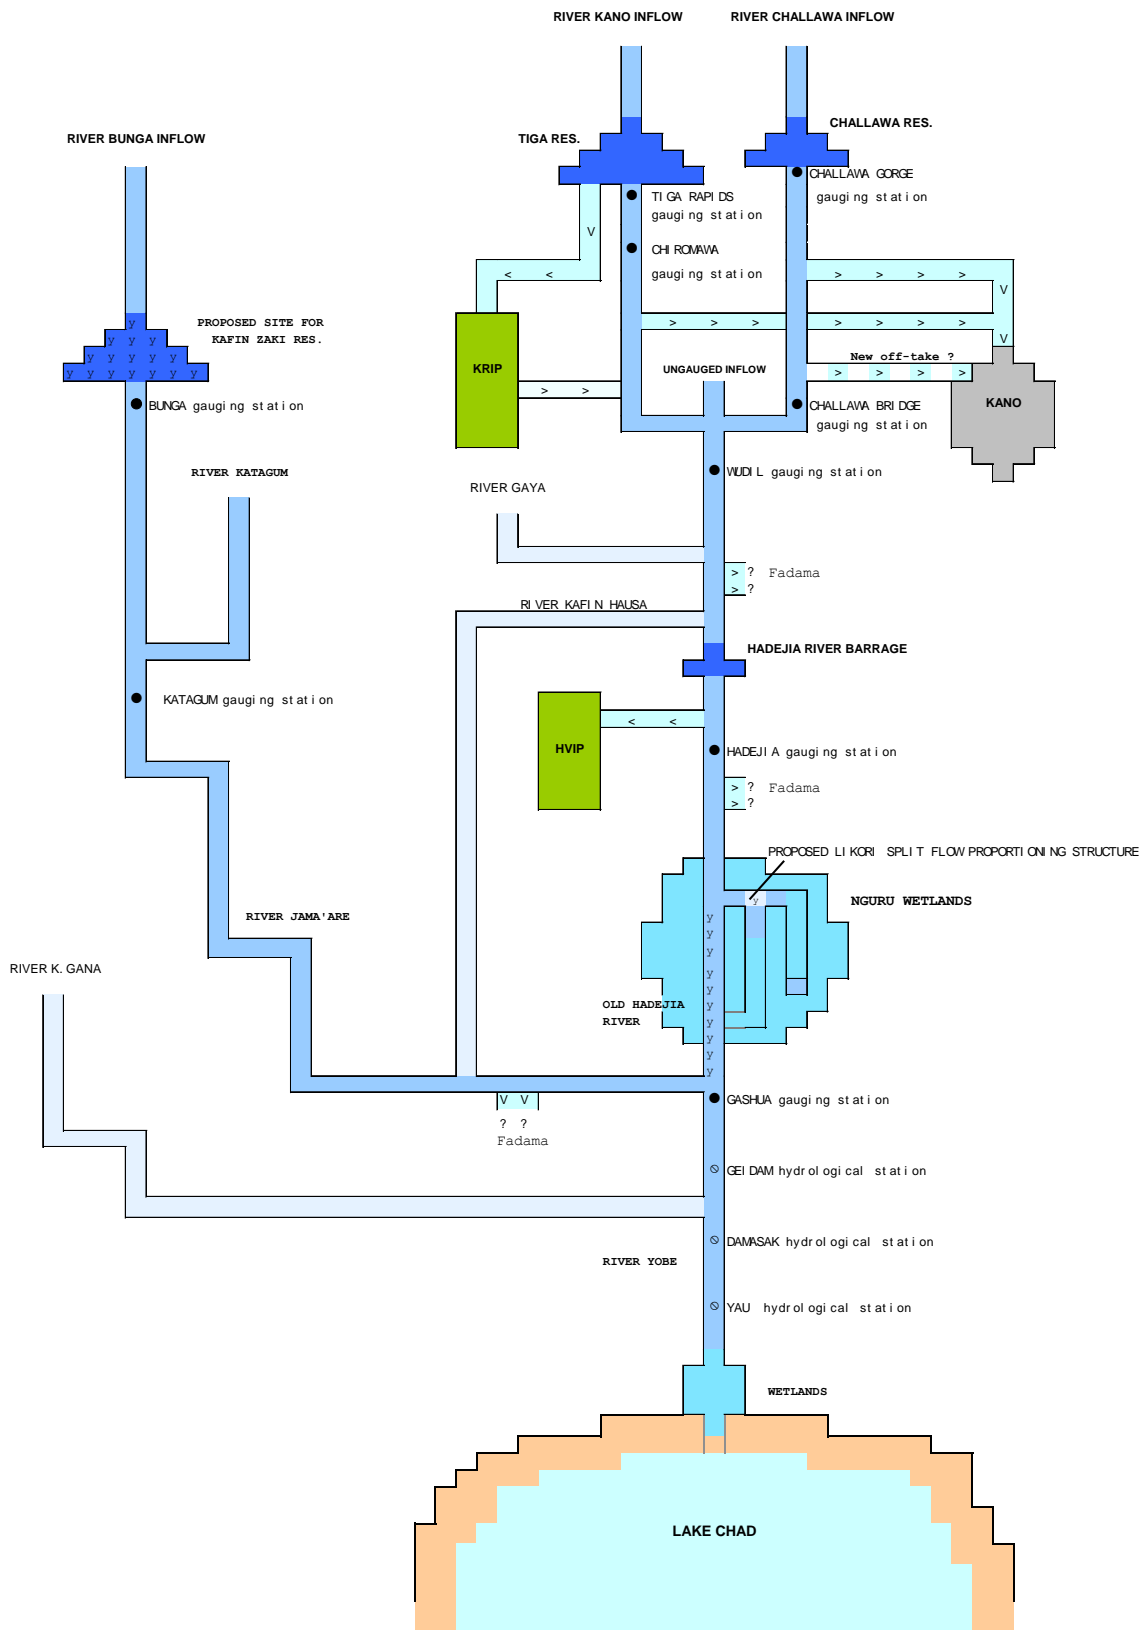 RIVER KANO INFLOW
RIVER CHALLAWA INFLOW
RIVER BUNGA INFLOW
TIGA RES.
CHALLAWA RES.
CHALLAWA GORGE
gauging station
TIGA RAPIDS
gauging station
V
CHIROMAWA
gauging station
< <
> > > >
V
PROPOSED SITE FOR
KAFIN ZAKI RES.
y
y y y
y y y y y
y y y y y y y
> > > > > > >
V
KRIP
UNGAUGED INFLOW
New off-take ?
> > > >
> >
KANO
BUNGA gauging station
CHALLAWA BRIDGE
gauging station
RIVER KATAGUM
WUDIL gauging station
RIVER GAYA
> ? Fadama
> ?
RIVER KAFIN HAUSA
HADEJIA RIVER BARRAGE
KATAGUM gauging station
< <
HVIP
HADEJIA gauging station
> ? Fadama
> ?
PROPOSED LIKORI SPLIT FLOW PROPORTIONING STRUCTURE
y
NGURU WETLANDS
RIVER JAMA'ARE
y
y
y
RIVER K. GANA
y
y
OLD HADEJIA
RIVER
y
y
y
y
y
V V
? ?
Fadama
GASHUA gauging station
GEIDAM hydrological station
DAMASAK hydrological station
RIVER YOBE
YAU hydrological station
WETLANDS
LAKE CHAD